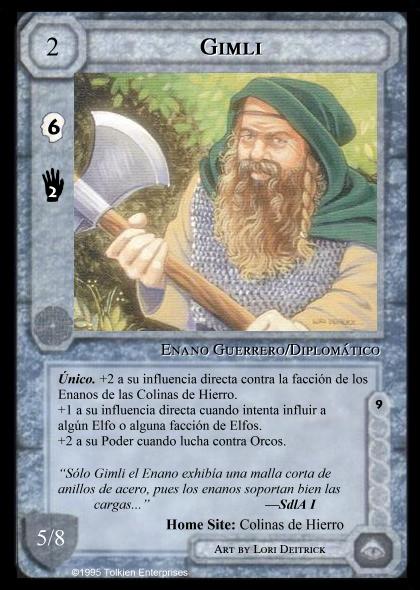 2
GIMLI
6
2
LORI DEITRICK
ENANO GUERRERO/DIPLOMÁTICO
Único. +2 a su influencia directa contra la facción de los
Enanos de las Colinas de Hierro.
+1 a su influencia directa cuando intenta influir a
algún Elfo o alguna facción de Elfos.
+2 a su Poder cuando lucha contra Orcos.
9
“Sólo Gimli el Enano exhibía una malla corta de
anillos de acero, pues los enanos soportan bien las
cargas...” —SdlA I
Home Site: Colinas de Hierro
5/8
ART BY LORI DEITRICK
©1995 Tolkien Enterprises